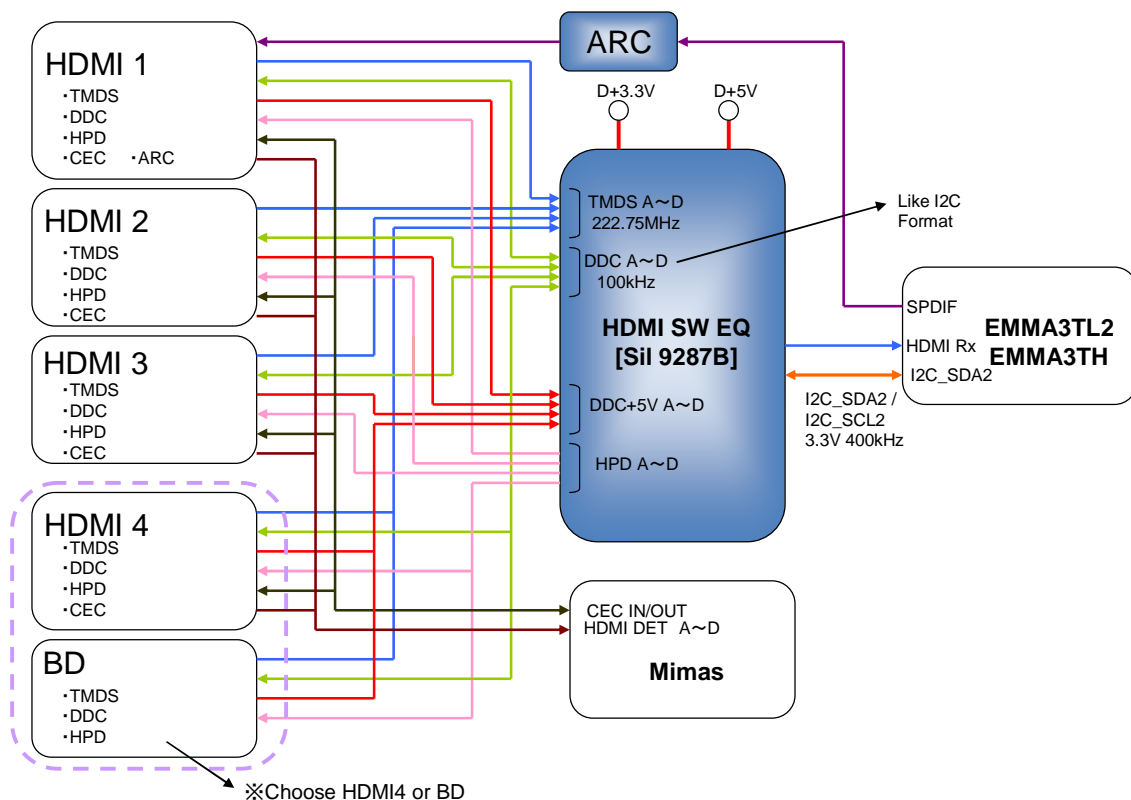 HDMI 1
・TMDS
・DDC
・HPD
・CEC ・ARC
HDMI 2
・TMDS
・DDC
・HPD
・CEC
HDMI 3
・TMDS
・DDC
・HPD
・CEC
HDMI 4
・TMDS
・DDC
・HPD
・CEC
BD
・TMDS
・DDC
・HPD
※Choose HDMI4 or BD
ARC
D+3.3V
D+5V
TMDS A～D
222.75MHz
DDC A～D
100kHz
HDMI SW EQ
[SiI 9287B]
DDC+5V A～D
HPD A～D
Like I2C
Format
SPDIF
HDMI Rx
I2C_SDA2
EMMA3TL2
EMMA3TH
I2C_SDA2 /
I2C_SCL2
3.3V 400kHz
CEC IN/OUT
HDMI DET A～D
Mimas